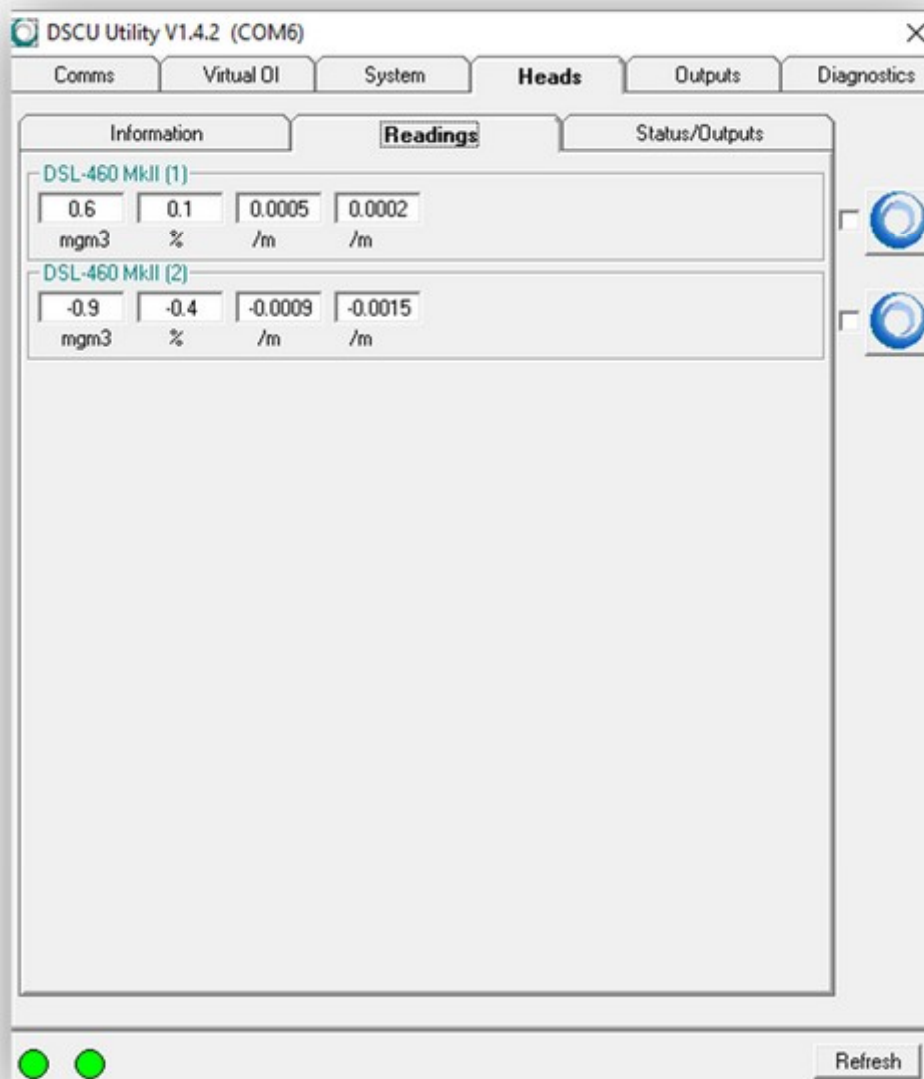 DSCU Utility V1.4.2 (COM6)
Comms Virtual OI System Heads Outputs Diagnostics
Information Readings Status/Outputs
DSL-460 MkII (1)
0.6 0.1 0.0005 0.0002
mgm3 % /m /m
DSL-460 MkII (2)
-0.9 -0.4 -0.0009 -0.0015
mgm3 % /m /m
Refresh